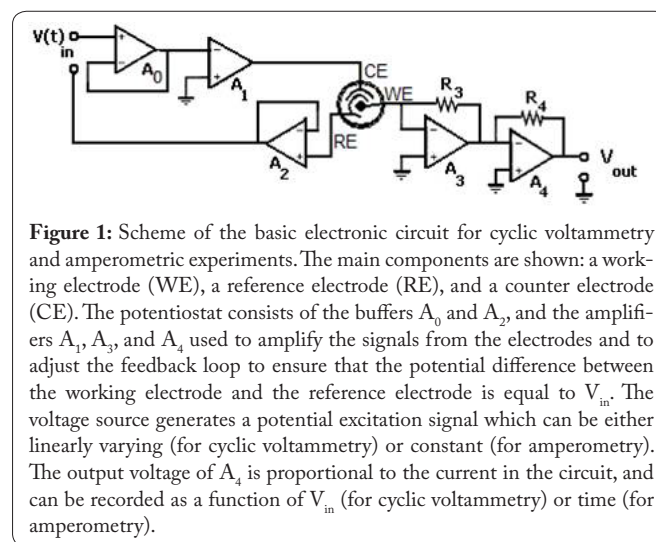 V(t)
in
A0
A1
CE
WE
R3
R4
RE
A2
A3
A4
V
out
Figure 1: Scheme of the basic electronic circuit for cyclic voltammetry
and amperometric experiments. The main components are shown: a work-
ing electrode (WE), a reference electrode (RE), and a counter electrode
(CE). The potentiostat consists of the buffers A0 and A2, and the amplifi-
ers A1, A3, and A4 used to amplify the signals from the electrodes and to
adjust the feedback loop to ensure that the potential difference between
the working electrode and the reference electrode is equal to Vin. The
voltage source generates a potential excitation signal which can be either
linearly varying (for cyclic voltammetry) or constant (for amperometry).
The output voltage of A4 is proportional to the current in the circuit, and
can be recorded as a function of Vin (for cyclic voltammetry) or time (for
amperometry).